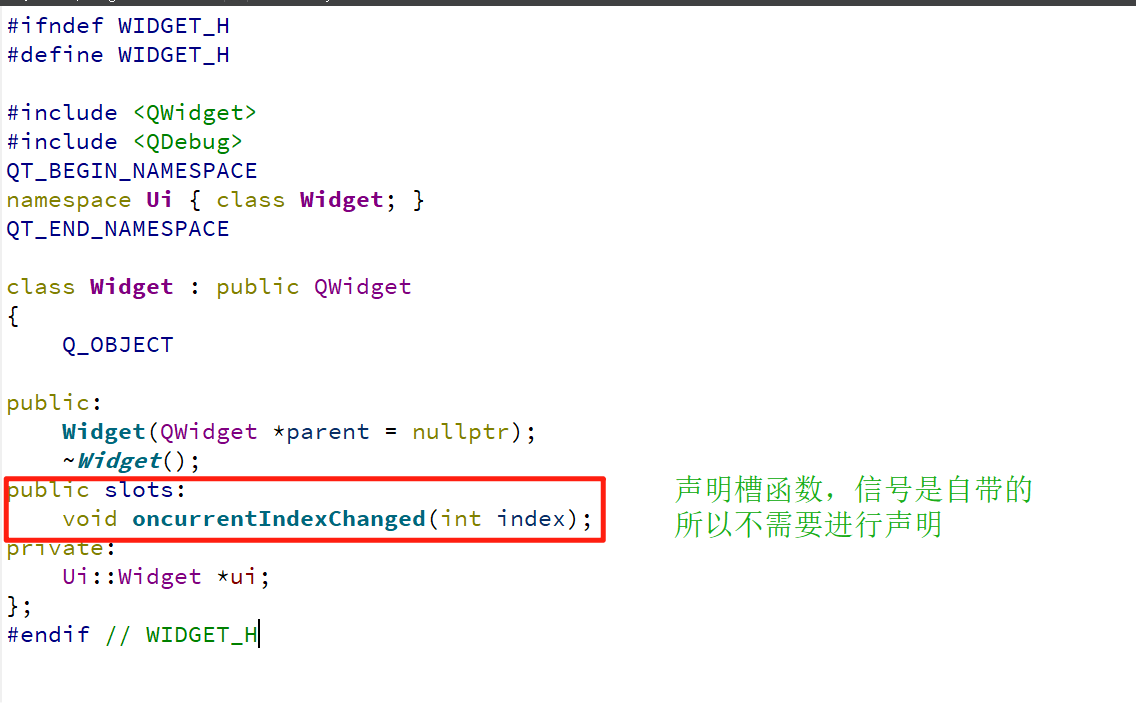 #ifndef WIDGET_H
#define WIDGET_H
#include <QWidget>
#include <QDebug>
QT_BEGIN_NAMESPACE
namespace Ui { class Widget; }
QT_END_NAMESPACE
class Widget : public QWidget
{
Q_OBJECT
public:
Widget(QWidget *parent = nullptr);
~Widget();
public slots:
void oncurrentIndexChanged(int index);
声明槽函数，信号是自带的
所以不需要进行声明
private:
Ui::Widget *ui;
};
#endif // WIDGET_H